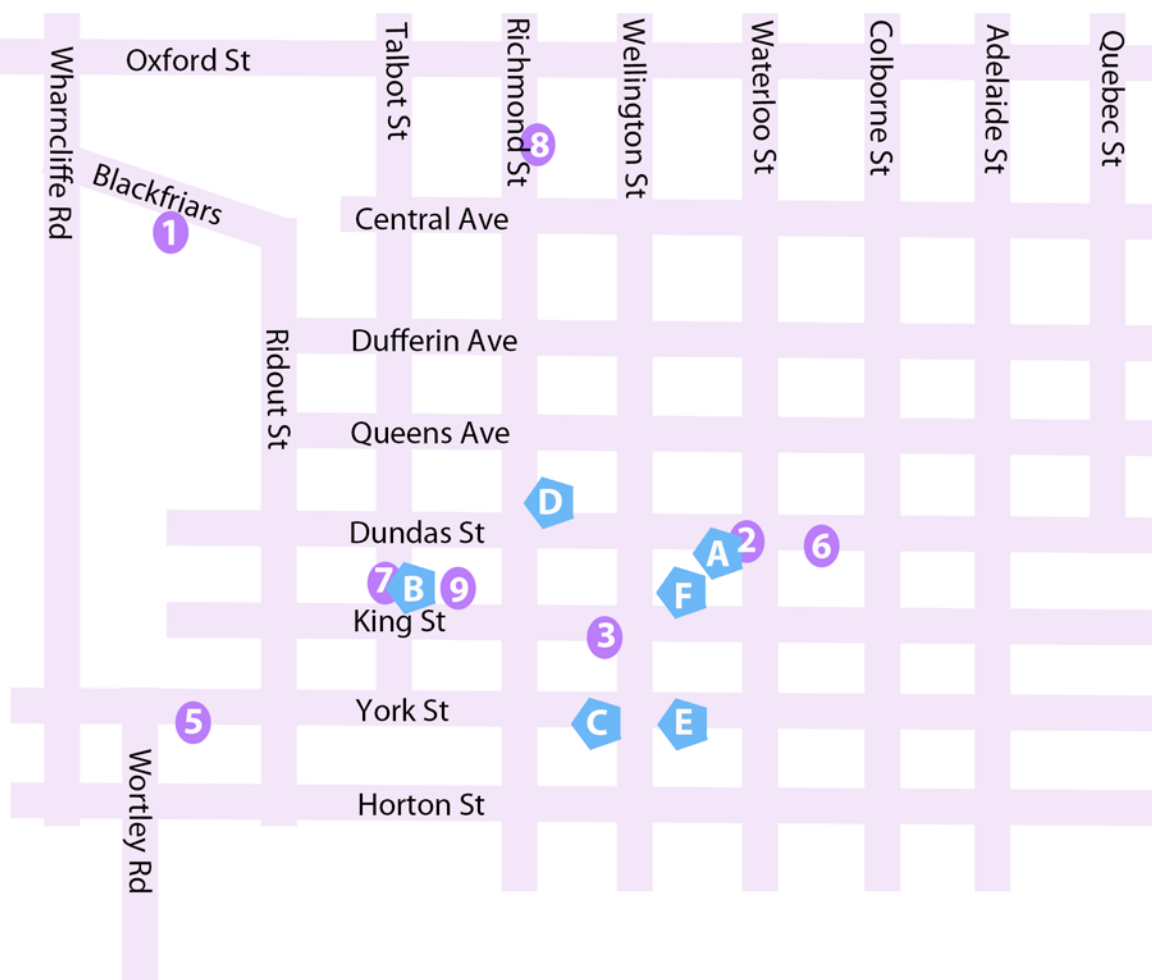 Oxford St
Wharncliffe Rd
Talbot St
Richmond St
Wellington St
Waterloo St
Colborne St
Adelaide St
Quebec St
8
Blackfriars
1
Central Ave
Ridout St
Dufferin Ave
Queens Ave
D
Dundas St
A
2
6
7
B
9
F
King St
3
5
York St
C
E
Wortley Rd
Horton St